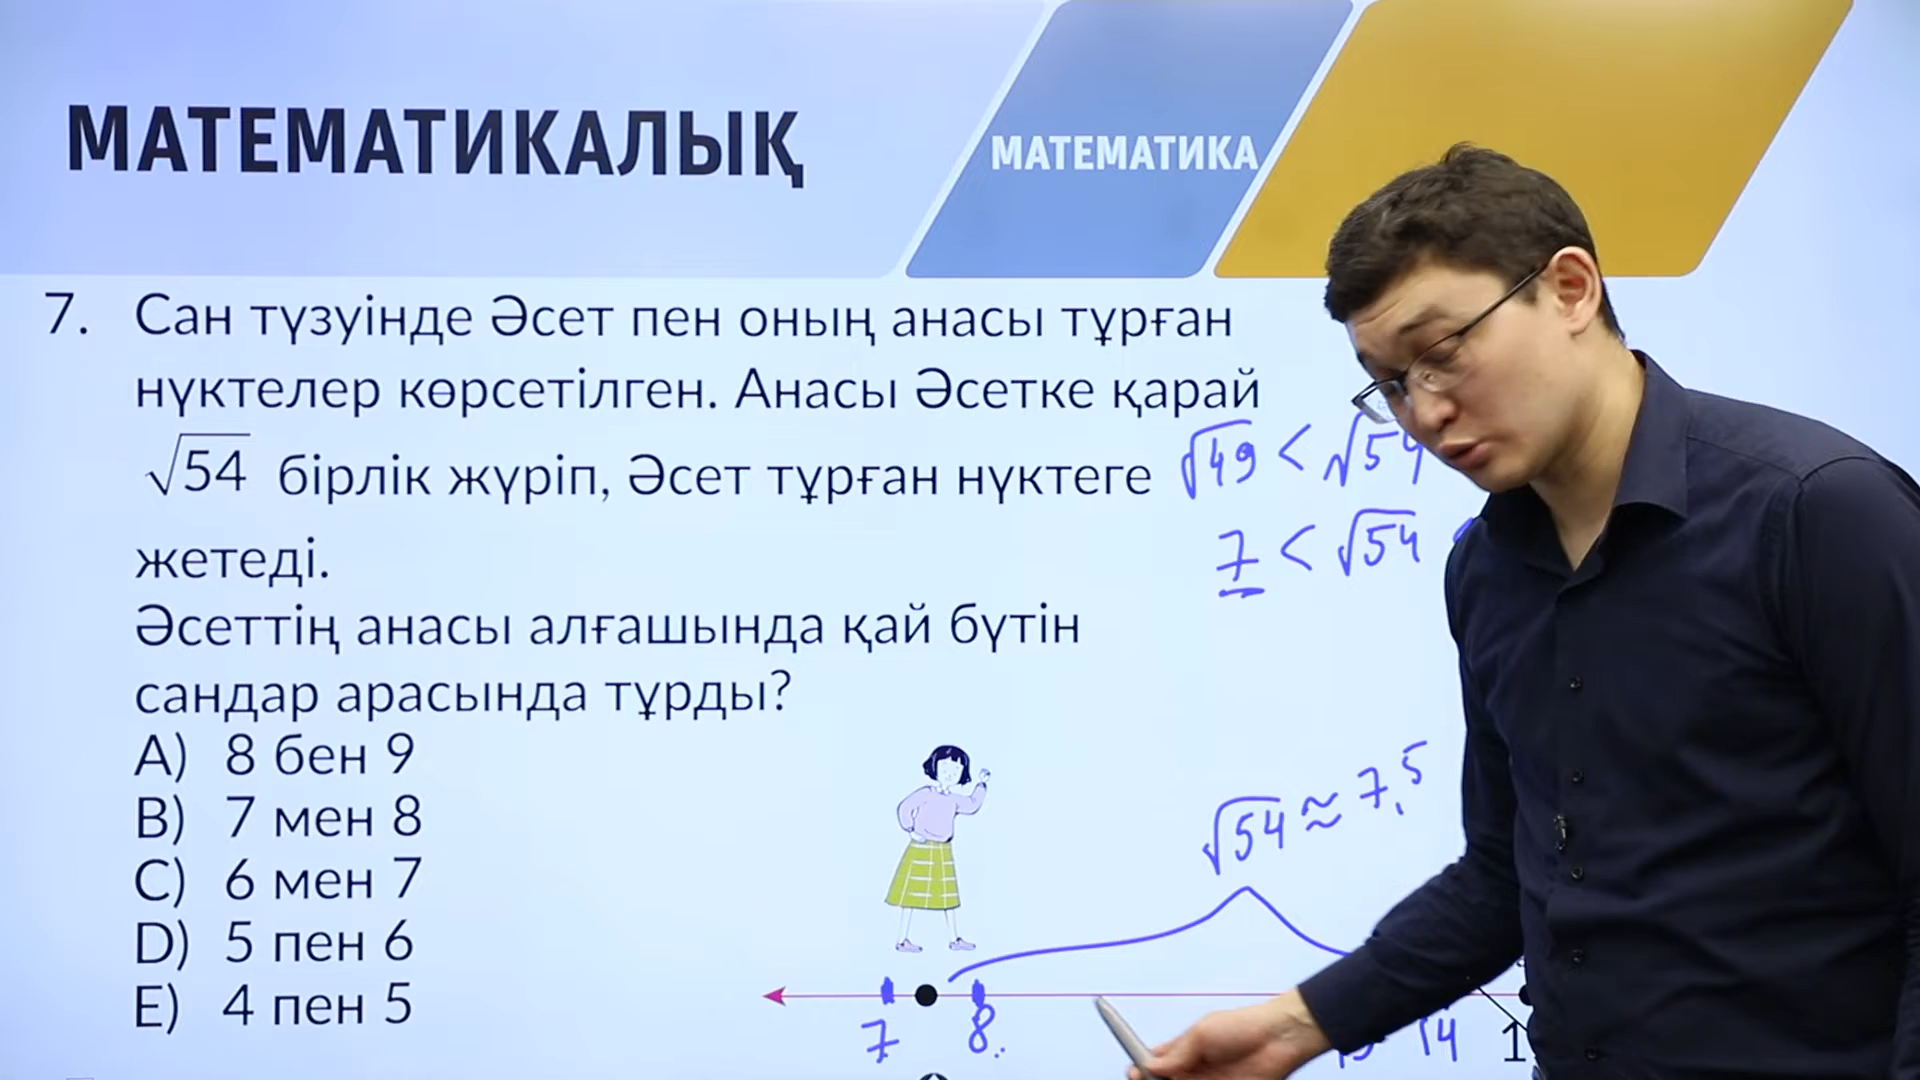 МАТЕМАТИКАЛЫҚ
МАТЕМАТИКА
7. Сан түзуінде Әсет пен оның анасы тұрған
нүктелер көрсетілген. Анасы Әсетке қарай
√54 бірлік жүріп, Әсет тұрған нүктеге
жетеді.
Әсеттің анасы алғашында қай бүтін
сандар арасында тұрды?
A) 8 бен 9
B) 7 мен 8
C) 6 мен 7
D) 5 пен 6
E) 4 пен 5
√49 < √54
7 < √54
√54 ≈ 7,5
7 8 14